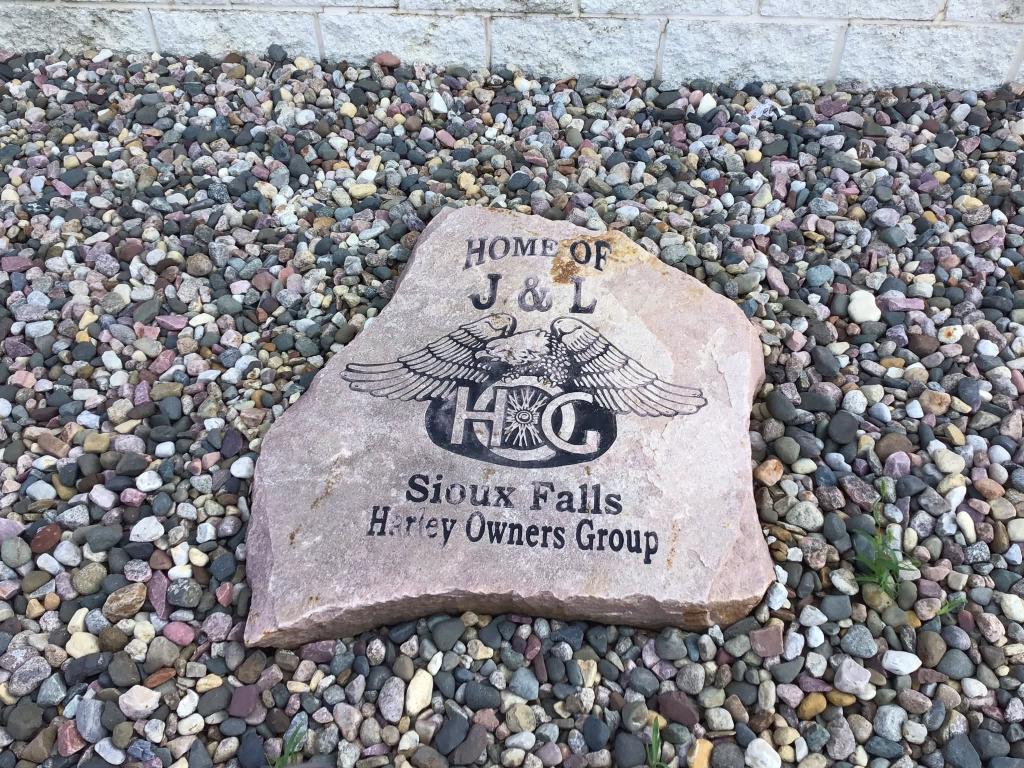 HOME OF
J & L
HOG
Sioux Falls
Harley Owners Group